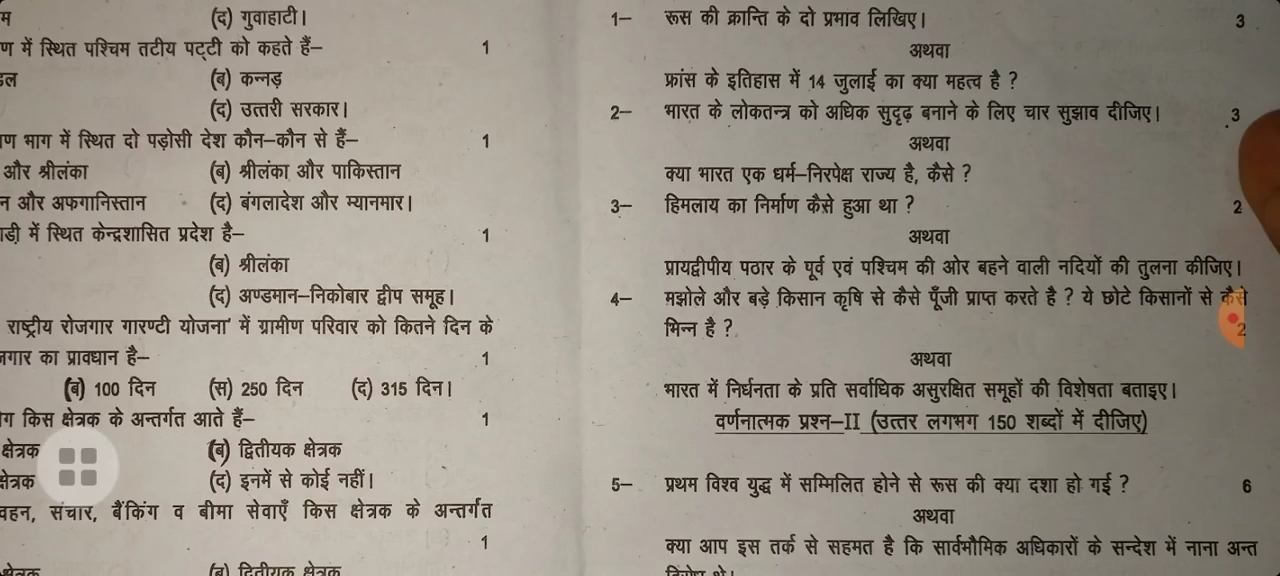 (द) गुवाहाटी।
में स्थित पश्चिम तटीय पट्टी को कहते हैं– 1
(ब) कन्नड़
(द) उत्तरी सरकार।
भाग में स्थित दो पड़ोसी देश कौन–कौन से हैं– 1
और श्रीलंका (ब) श्रीलंका और पाकिस्तान
और अफगानिस्तान (द) बंगलादेश और म्यानमार।
में स्थित केन्द्रशासित प्रदेश है– 1
(ब) श्रीलंका
(द) अण्डमान–निकोबार द्वीप समूह।
राष्ट्रीय रोजगार गारण्टी योजना' में ग्रामीण परिवार को कितने दिन के
का प्रावधान है– 1
(ब) 100 दिन (स) 250 दिन (द) 315 दिन।
किस क्षेत्रक के अन्तर्गत आते हैं– 1
क्षेत्रक (ब) द्वितीयक क्षेत्रक
क्षेत्रक (द) इनमें से कोई नहीं।
संचार, बैंकिंग व बीमा सेवाएँ किस क्षेत्रक के अन्तर्गत
1
(ब) द्वितीयक क्षेत्रक
1– रूस की क्रान्ति के दो प्रभाव लिखिए। 3
अथवा
फ्रांस के इतिहास में 14 जुलाई का क्या महत्व है ?
2– भारत के लोकतन्त्र को अधिक सुदृढ़ बनाने के लिए चार सुझाव दीजिए। 3
अथवा
क्या भारत एक धर्म–निरपेक्ष राज्य है, कैसे ?
3– हिमलाय का निर्माण कैसे हुआ था ? 2
अथवा
प्रायद्वीपीय पठार के पूर्व एवं पश्चिम की ओर बहने वाली नदियों की तुलना कीजिए।
4– मझोले और बड़े किसान कृषि से कैसे पूँजी प्राप्त करते है ? ये छोटे किसानों से कैसे
भिन्न है ? 2
अथवा
भारत में निर्धनता के प्रति सर्वाधिक असुरक्षित समूहों की विशेषता बताइए।
वर्णनात्मक प्रश्न–II (उत्तर लगभग 150 शब्दों में दीजिए)
5– प्रथम विश्व युद्ध में सम्मिलित होने से रूस की क्या दशा हो गई ? 6
अथवा
क्या आप इस तर्क से सहमत है कि सार्वमौमिक अधिकारों के सन्देश में नाना अन्त